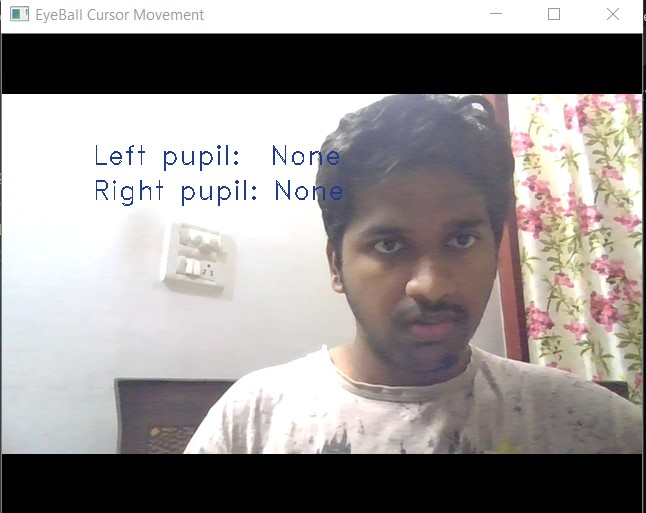 EyeBall Cursor Movement
Left pupil: None
Right pupil: None